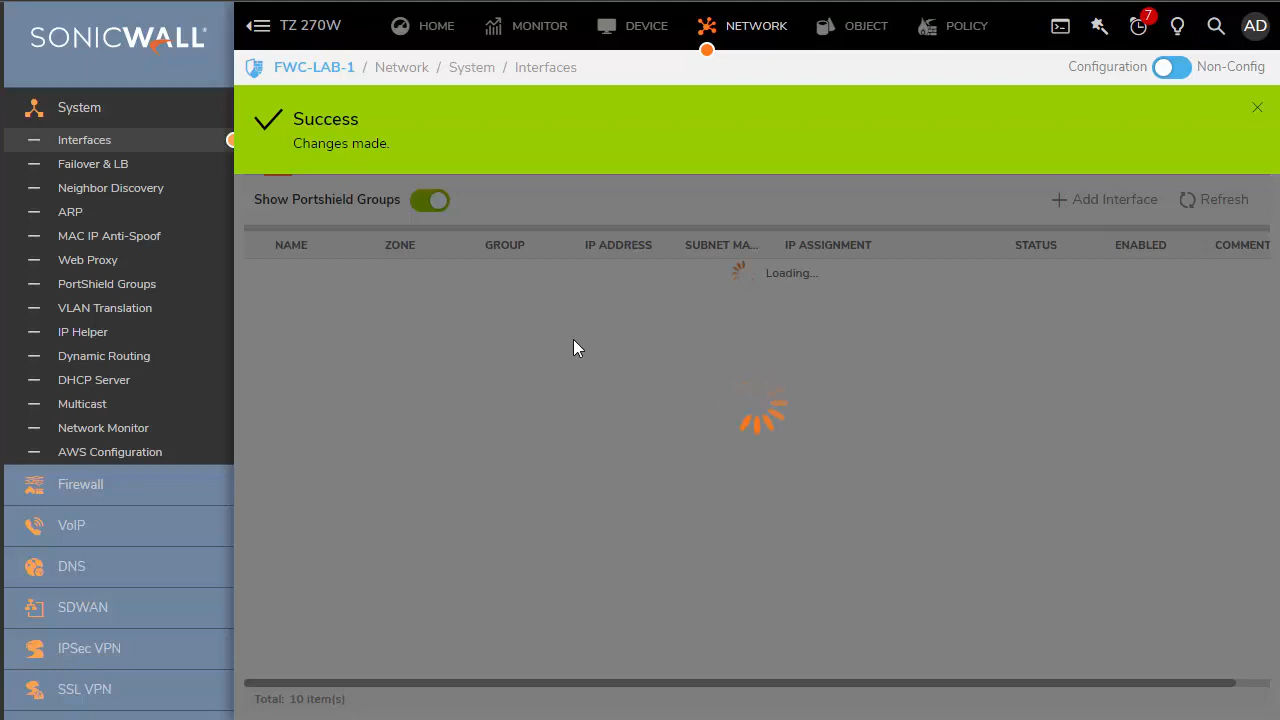 SONICWALL
TZ 270W
HOME
MONITOR
DEVICE
NETWORK
OBJECT
POLICY
7
AD
FWC-LAB-1 / Network / System / Interfaces
Configuration
Non-Config
System
Interfaces
Failover & LB
Neighbor Discovery
ARP
MAC IP Anti-Spoof
Web Proxy
PortShield Groups
VLAN Translation
IP Helper
Dynamic Routing
DHCP Server
Multicast
Network Monitor
AWS Configuration
Firewall
VoIP
DNS
SDWAN
IPSec VPN
SSL VPN
Success
Changes made.
Show Portshield Groups
Add Interface
Refresh
NAME ZONE GROUP IP ADDRESS SUBNET MA... IP ASSIGNMENT STATUS ENABLED COMMENT
Loading...
Total: 10 item(s)